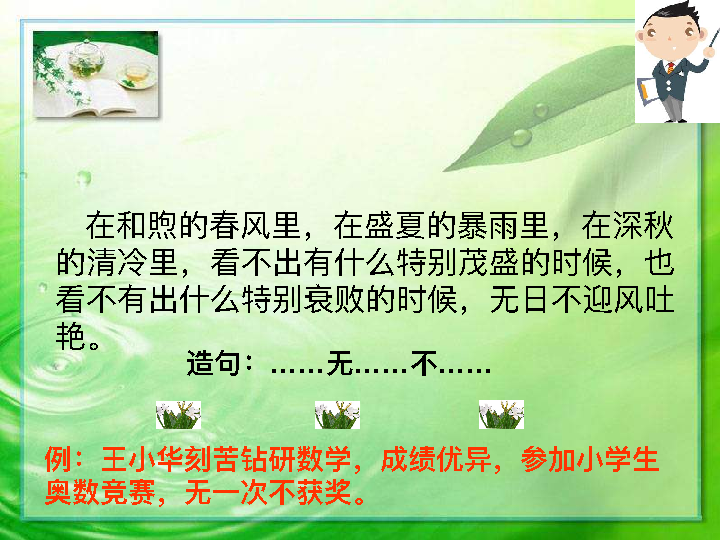 在和煦的春风里，在盛夏的暴雨里，在深秋
的清冷里，看不出有什么特别茂盛的时候，也
看不有出什么特别衰败的时候，无日不迎风吐
艳。
造句：……无……不……
例：王小华刻苦钻研数学，成绩优异，参加小学生
奥数竞赛，无一次不获奖。